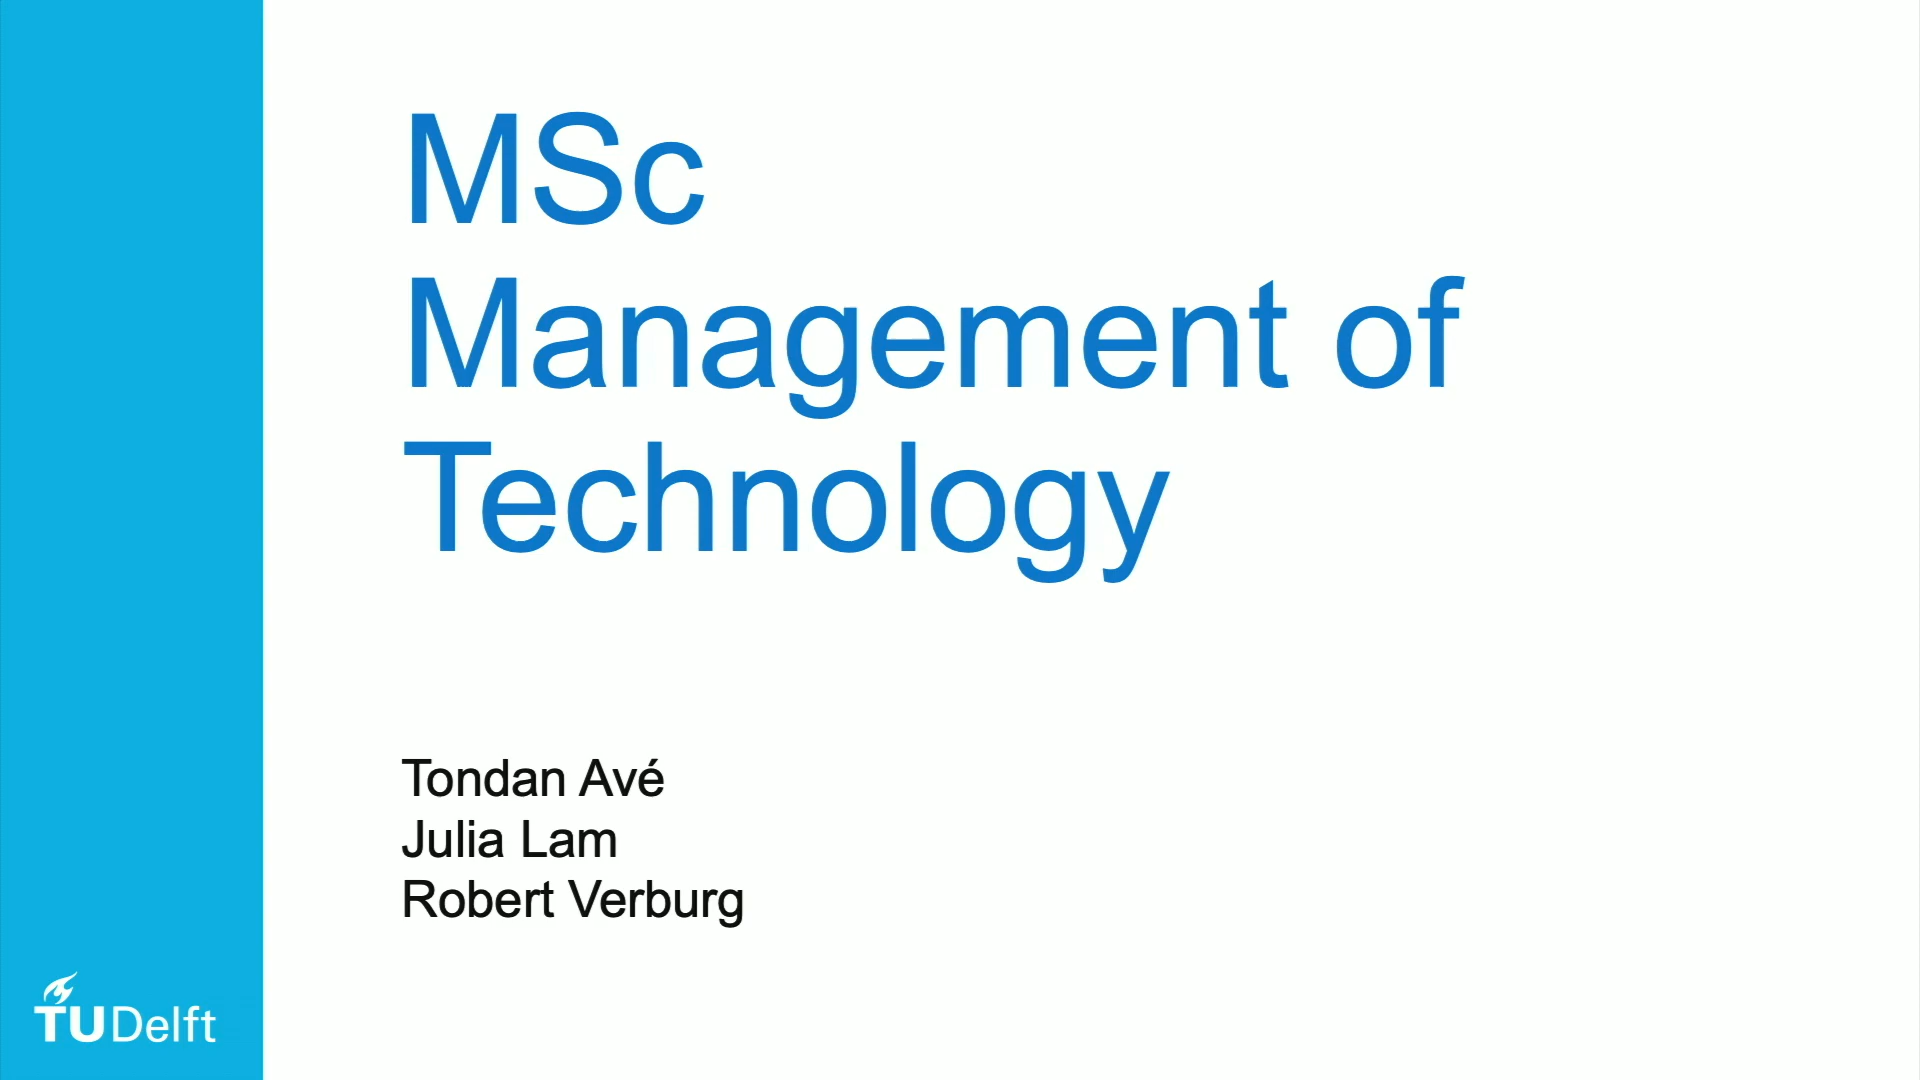 MSc
Management of
Technology
Tondan Avé
Julia Lam
Robert Verburg
TUDelft